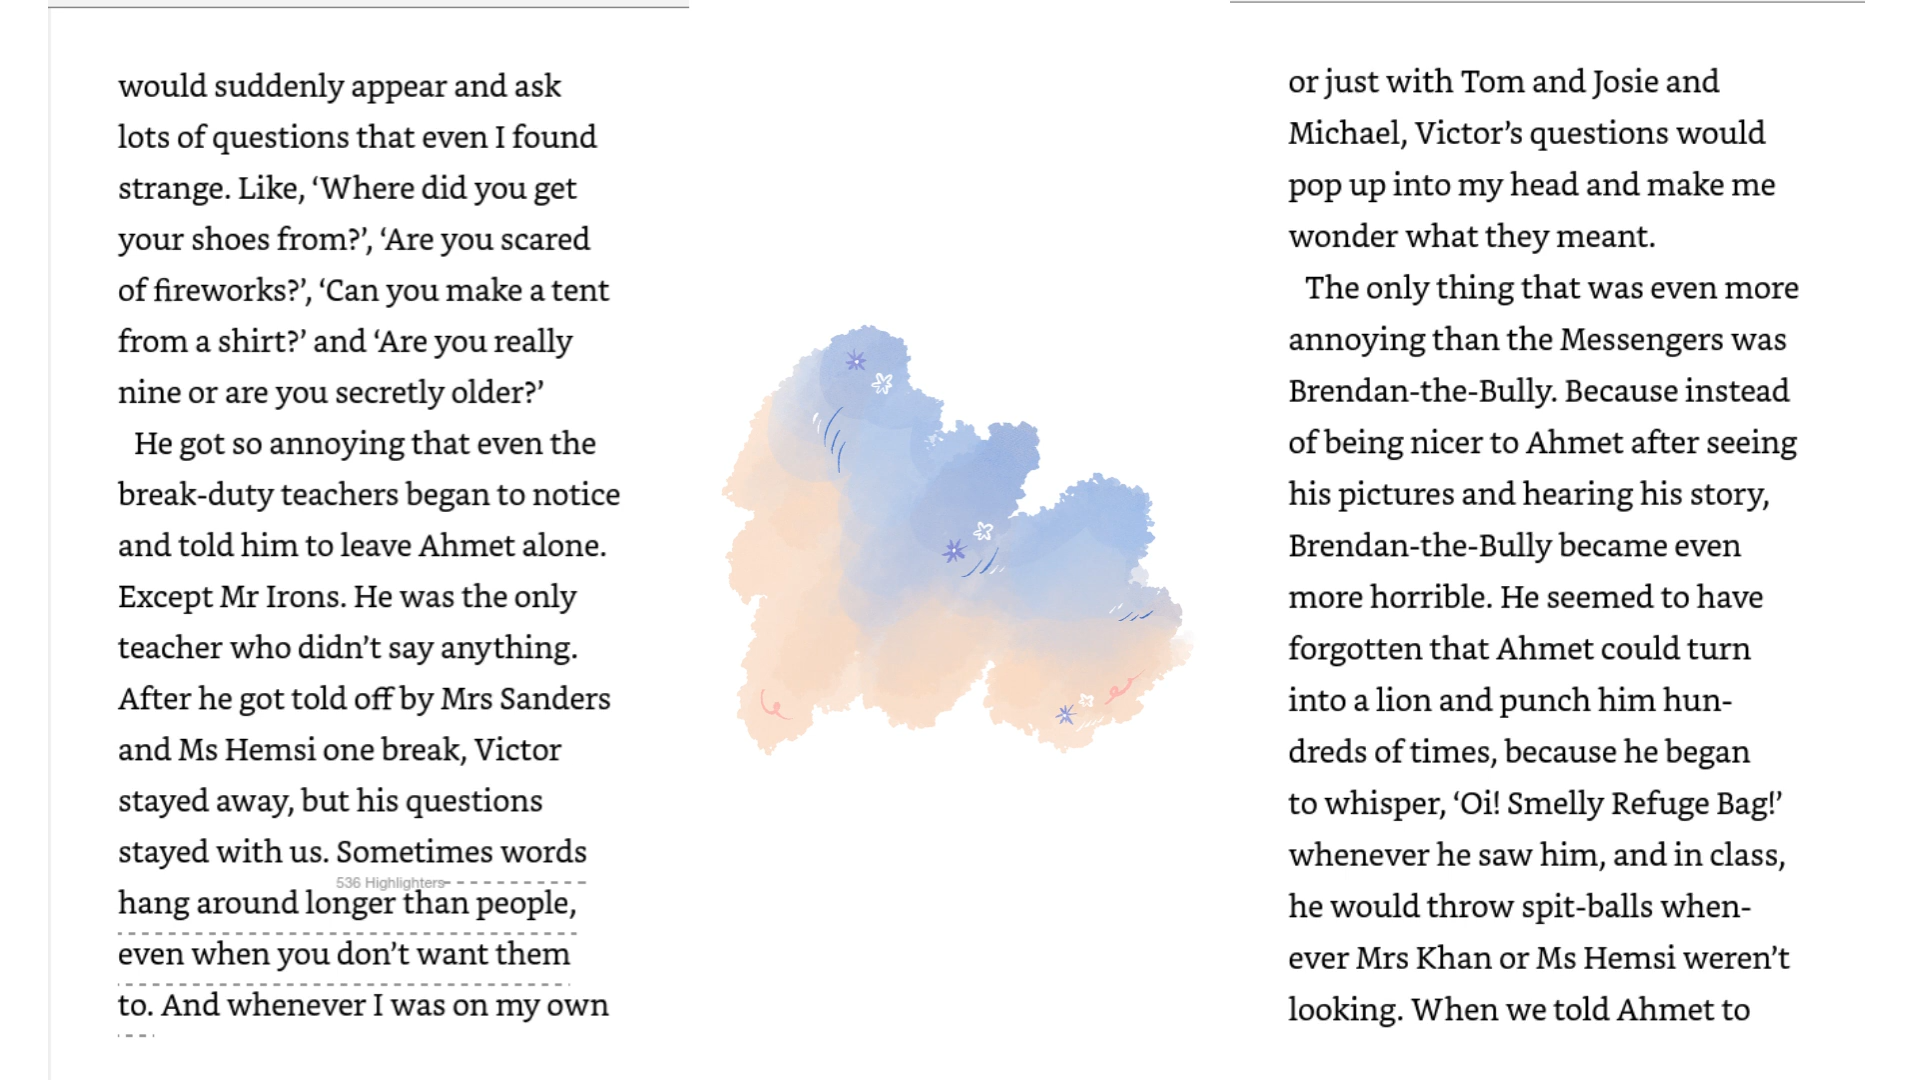 would suddenly appear and ask
lots of questions that even I found
strange. Like, ‘Where did you get
your shoes from?’, ‘Are you scared
of fireworks?’, ‘Can you make a tent
from a shirt?’ and ‘Are you really
nine or are you secretly older?’
He got so annoying that even the
break-duty teachers began to notice
and told him to leave Ahmet alone.
Except Mr Irons. He was the only
teacher who didn’t say anything.
After he got told off by Mrs Sanders
and Ms Hemsi one break, Victor
stayed away, but his questions
stayed with us. Sometimes words
536 Highlighters
hang around longer than people,
even when you don’t want them
to. And whenever I was on my own
or just with Tom and Josie and
Michael, Victor’s questions would
pop up into my head and make me
wonder what they meant.
The only thing that was even more
annoying than the Messengers was
Brendan-the-Bully. Because instead
of being nicer to Ahmet after seeing
his pictures and hearing his story,
Brendan-the-Bully became even
more horrible. He seemed to have
forgotten that Ahmet could turn
into a lion and punch him hun-
dreds of times, because he began
to whisper, ‘Oi! Smelly Refuge Bag!’
whenever he saw him, and in class,
he would throw spit-balls when-
ever Mrs Khan or Ms Hemsi weren’t
looking. When we told Ahmet to